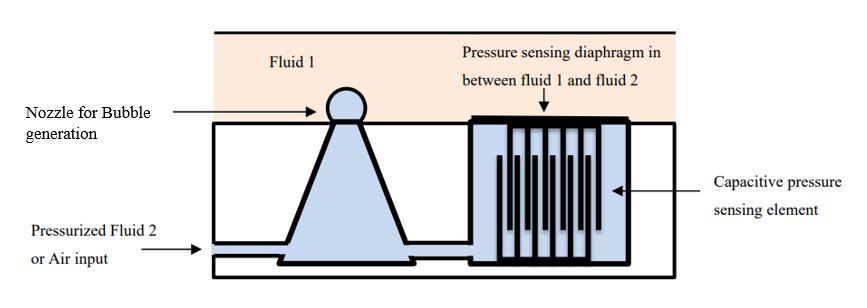 Fluid 1
Pressure sensing diaphragm in
between fluid 1 and fluid 2
Nozzle for Bubble
generation
Capacitive pressure
sensing element
Pressurized Fluid 2
or Air input